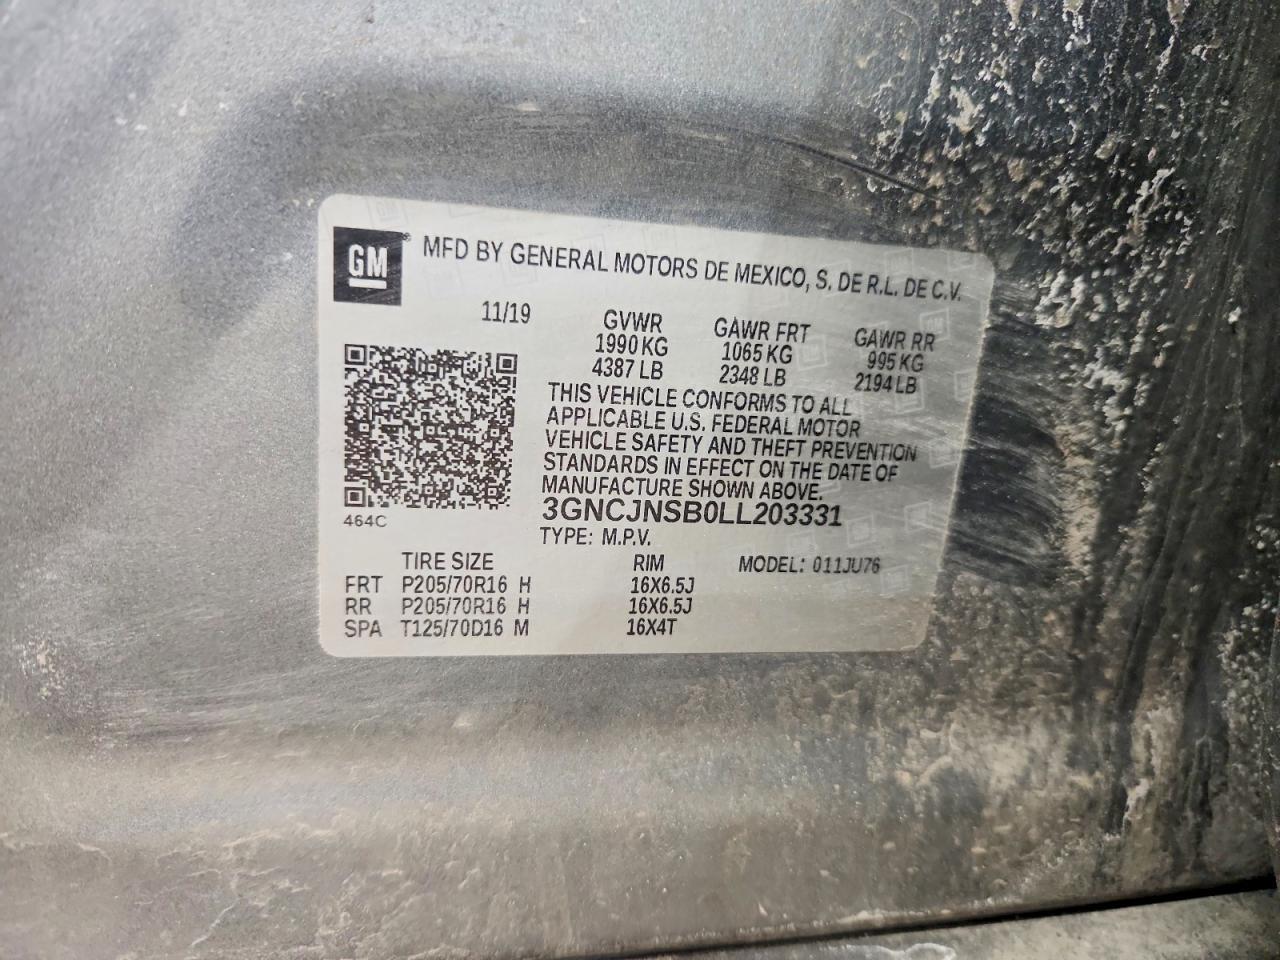 GM ® MFD BY GENERAL MOTORS DE MEXICO, S. DE R.L. DE C.V.
11/19 GVWR GAWR FRT GAWR RR
1990 KG 1065 KG 995 KG
4387 LB 2348 LB 2194 LB
THIS VEHICLE CONFORMS TO ALL
APPLICABLE U.S. FEDERAL MOTOR
VEHICLE SAFETY AND THEFT PREVENTION
STANDARDS IN EFFECT ON THE DATE OF
MANUFACTURE SHOWN ABOVE.
464C 3GNCJNSB0LL203331
TYPE: M.P.V.
TIRE SIZE RIM MODEL: 011JU76
FRT P205/70R16 H 16X6.5J
RR P205/70R16 H 16X6.5J
SPA T125/70D16 M 16X4T